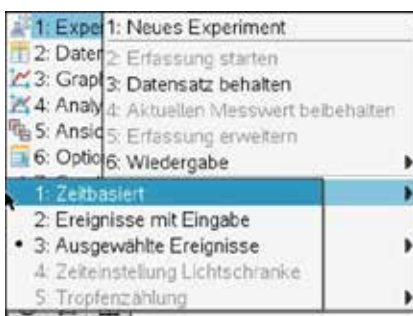 1: Expe
1: Neues Experiment
2: Daten
2: Erfassung starten
3: Grap
3: Datensatz behalten
4: Analy
4: Aktuellen Messwert beibehalten
5: Ansic
5: Erfassung erweitern
6: Optio
6: Wiedergabe
1: Zeitbasiert
2: Ereignisse mit Eingabe
3: Ausgewählte Ereignisse
4: Zeiteinstellung Lichtschranke
5: Tropfenzählung